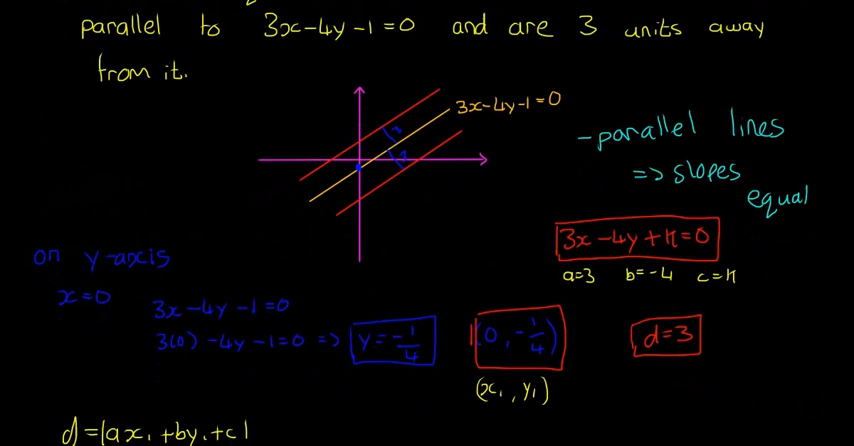 parallel to 3x-4y-1=0 and are 3 units away
from it.
3x-4y-1=0
3
3
-parallel lines
=> slopes
equal
3x-4y+K=0
a=3 b=-4 c=K
on y-axis
x=0
3x-4y-1=0
3(0)-4y-1=0 => y=-1/4
(0, -1/4)
d=3
(x₁, y₁)
d=|ax₁+by₁+c|